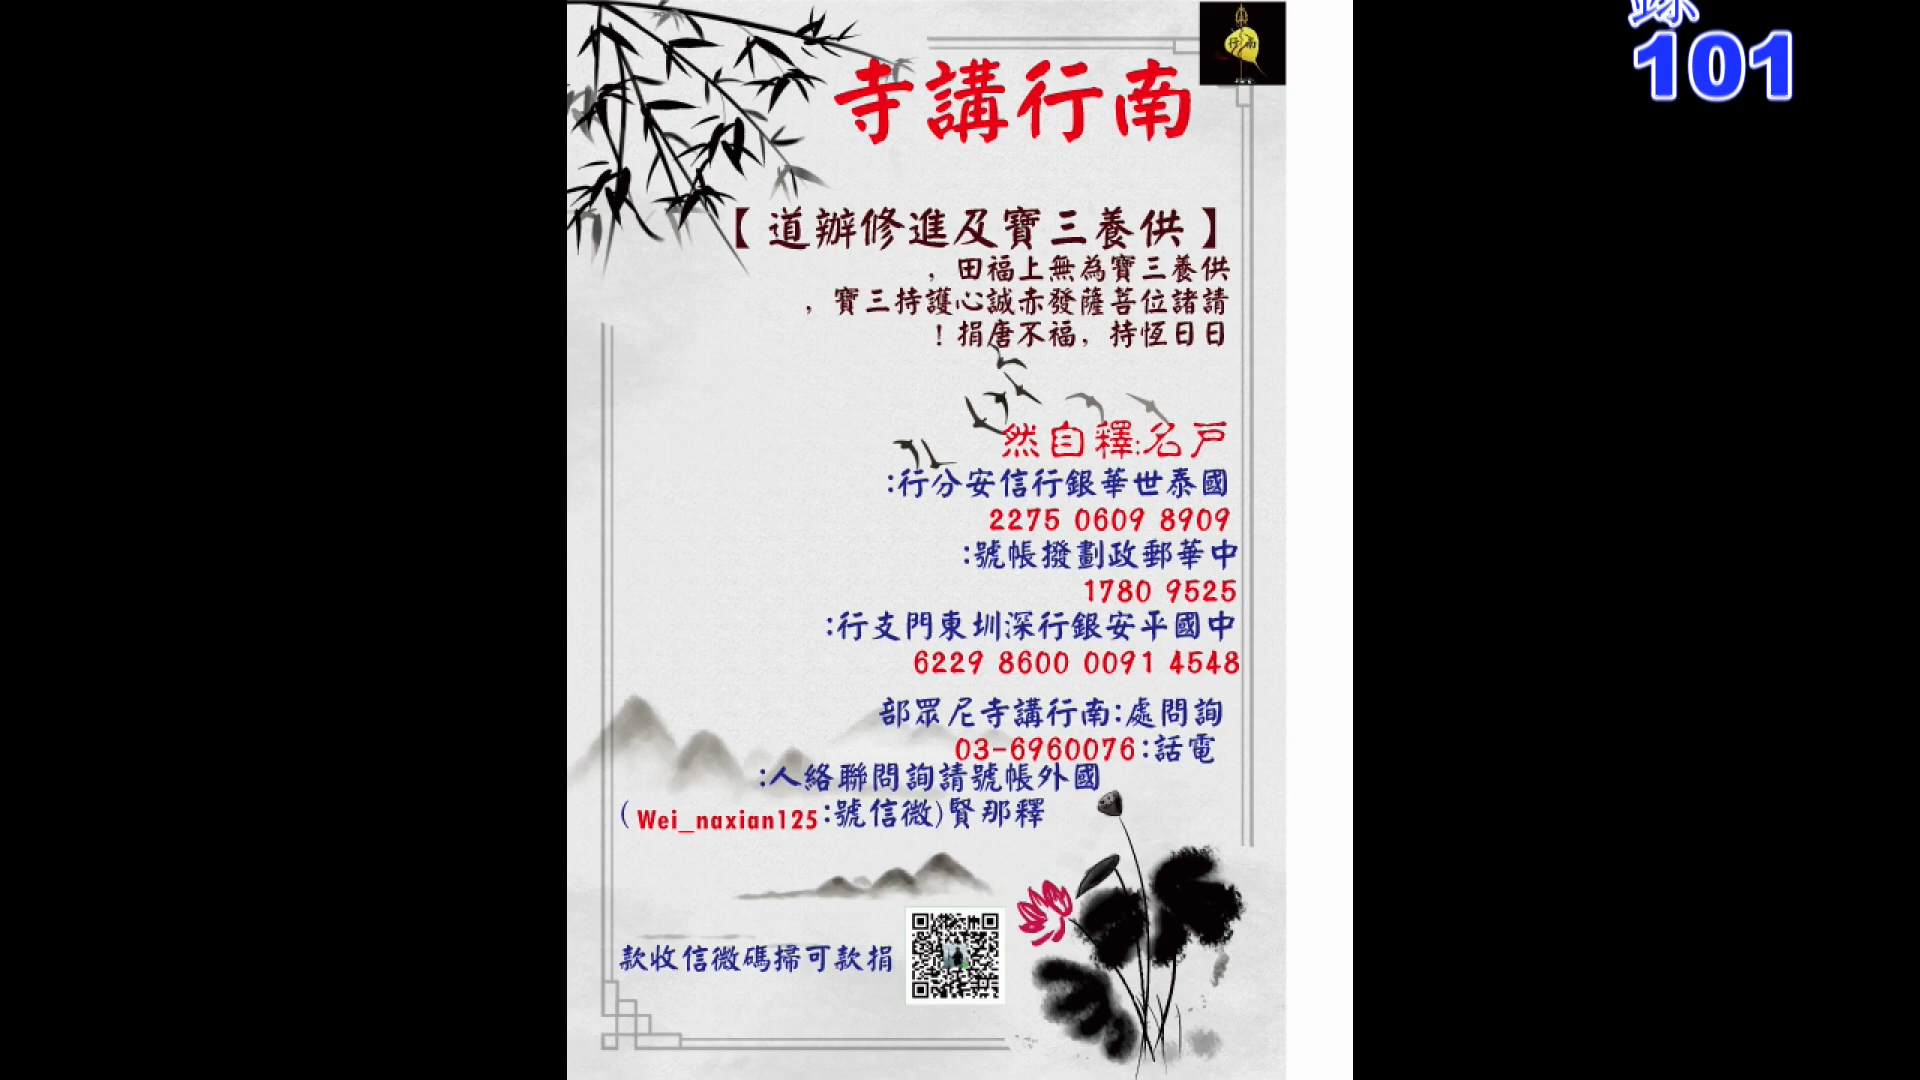 101
南行講寺
【供養三寶及進修辦道】
供養三寶為無上福田，
請諸位菩薩發赤誠心護持三寶，
日日恆持，福不唐捐！
戶名:釋自然
國泰世華銀行信安分行:
2275 0609 8909
中華郵政劃撥帳號:
1780 9525
中國平安銀行深圳東門支行:
6229 8600 0091 4548
詢問處:南行講寺尼眾部
電話:03-6960076
國外帳號請詢問聯絡人:
釋那賢(微信號:Wei_naxian125)
捐款可掃碼微信收款